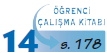 ÖĞRENCİ
ÇALIŞMA KİTABI
14 s. 178